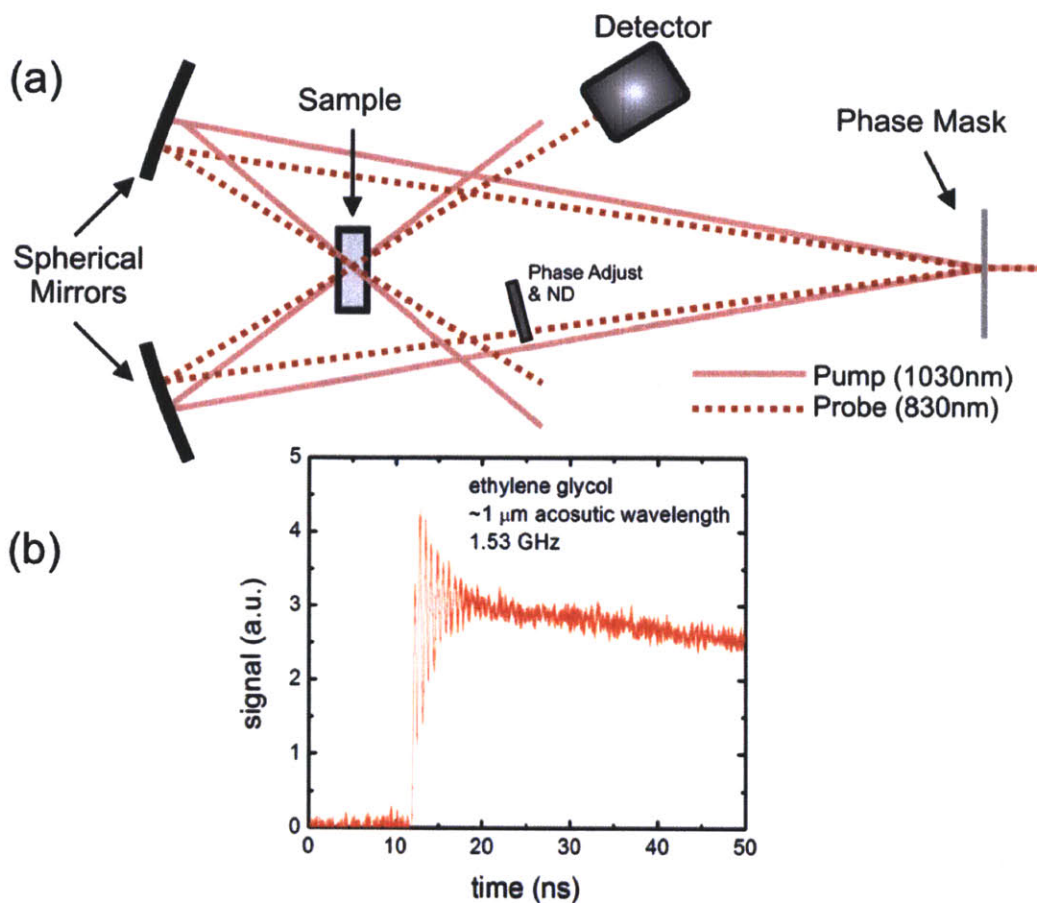 (a)
Detector
Sample
Phase Mask
Spherical
Mirrors
Phase Adjust
& ND
Pump (1030nm)
Probe (830nm)
(b)
5
4
3
2
1
0
signal (a.u.)
ethylene glycol
~1 μm acosutic wavelength
1.53 GHz
0 10 20 30 40 50
time (ns)